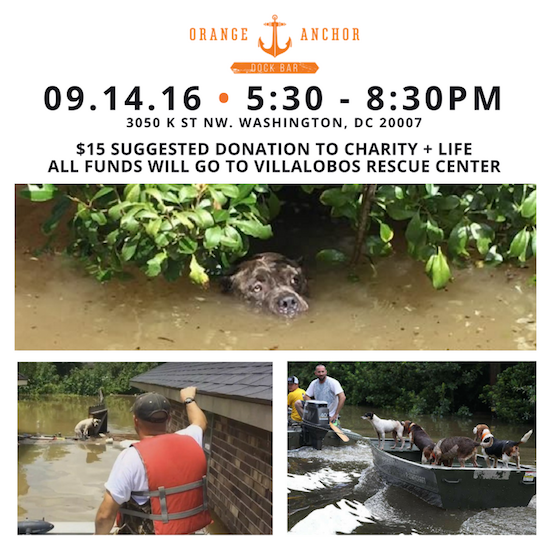 ORANGE ANCHOR
DOCK BAR
09.14.16 • 5:30 - 8:30PM
3050 K ST NW. WASHINGTON, DC 20007
$15 SUGGESTED DONATION TO CHARITY + LIFE
ALL FUNDS WILL GO TO VILLALOBOS RESCUE CENTER